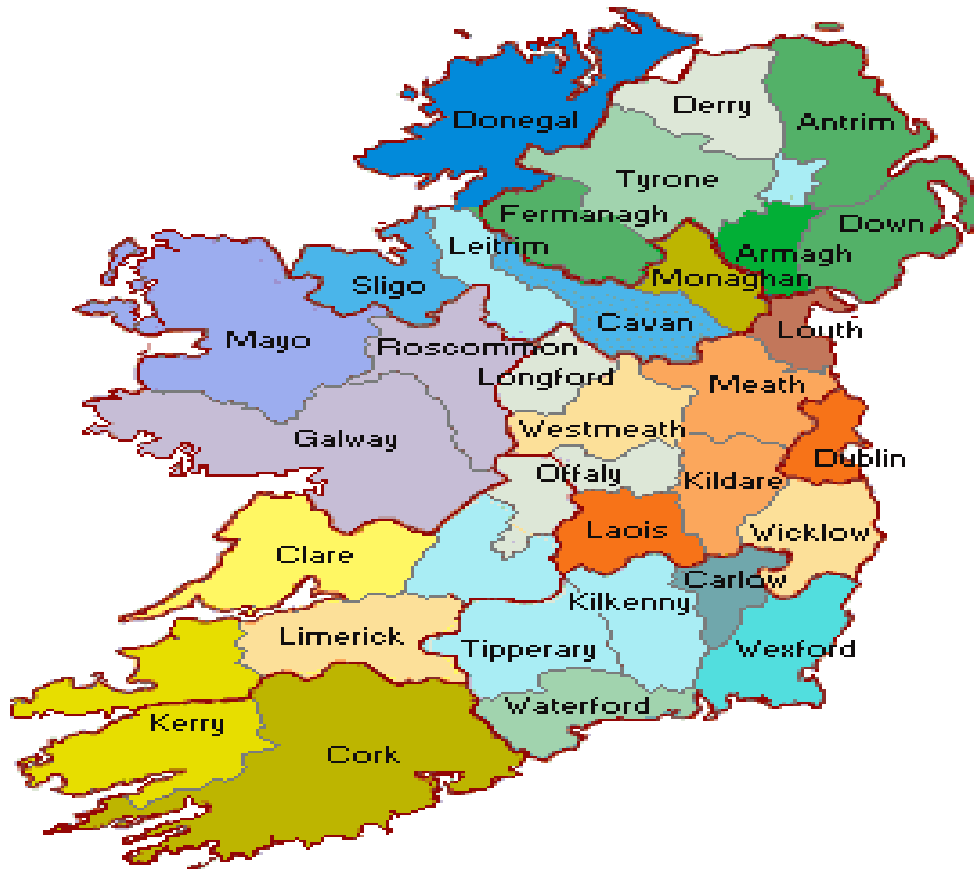 Derry
Donegal
Antrim
Tyrone
Fermanagh
Down
Leitrim
Armagh
Monaghan
Sligo
Cavan
Louth
Mayo
Roscommon
Longford
Meath
Westmeath
Galway
Dublin
Offaly
Kildare
Laois
Wicklow
Clare
Carlow
Kilkenny
Limerick
Tipperary
Wexford
Waterford
Kerry
Cork